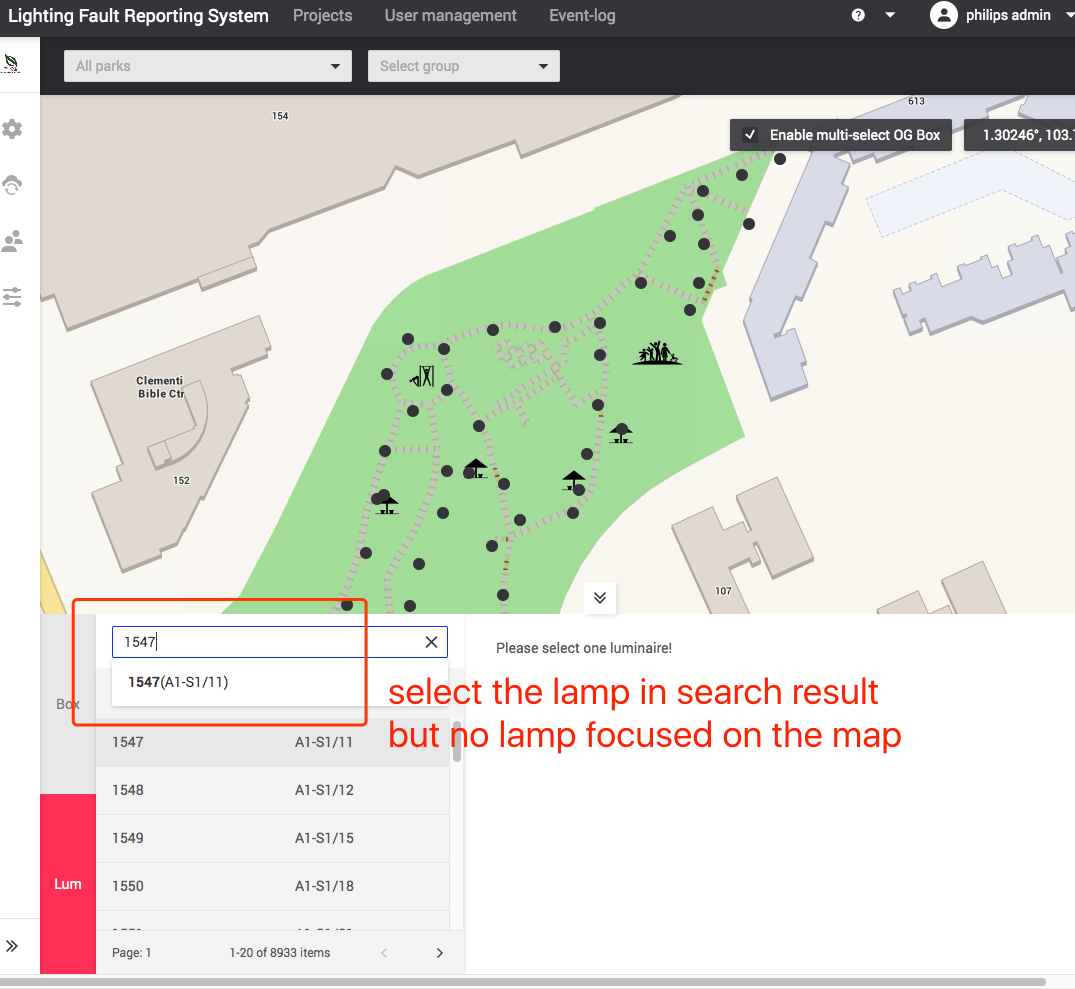 Lighting Fault Reporting System Projects User management Event-log philips admin
All parks Select group
154
613
Enable multi-select OG Box 1.30246°, 103.
Clementi
Bible Ctr
152
107
1547
1547(A1-S1/11)
Please select one luminaire!
select the lamp in search result
but no lamp focused on the map
Box
1547 A1-S1/11
1548 A1-S1/12
1549 A1-S1/15
1550 A1-S1/18
Lum
Page: 1 1-20 of 8933 items